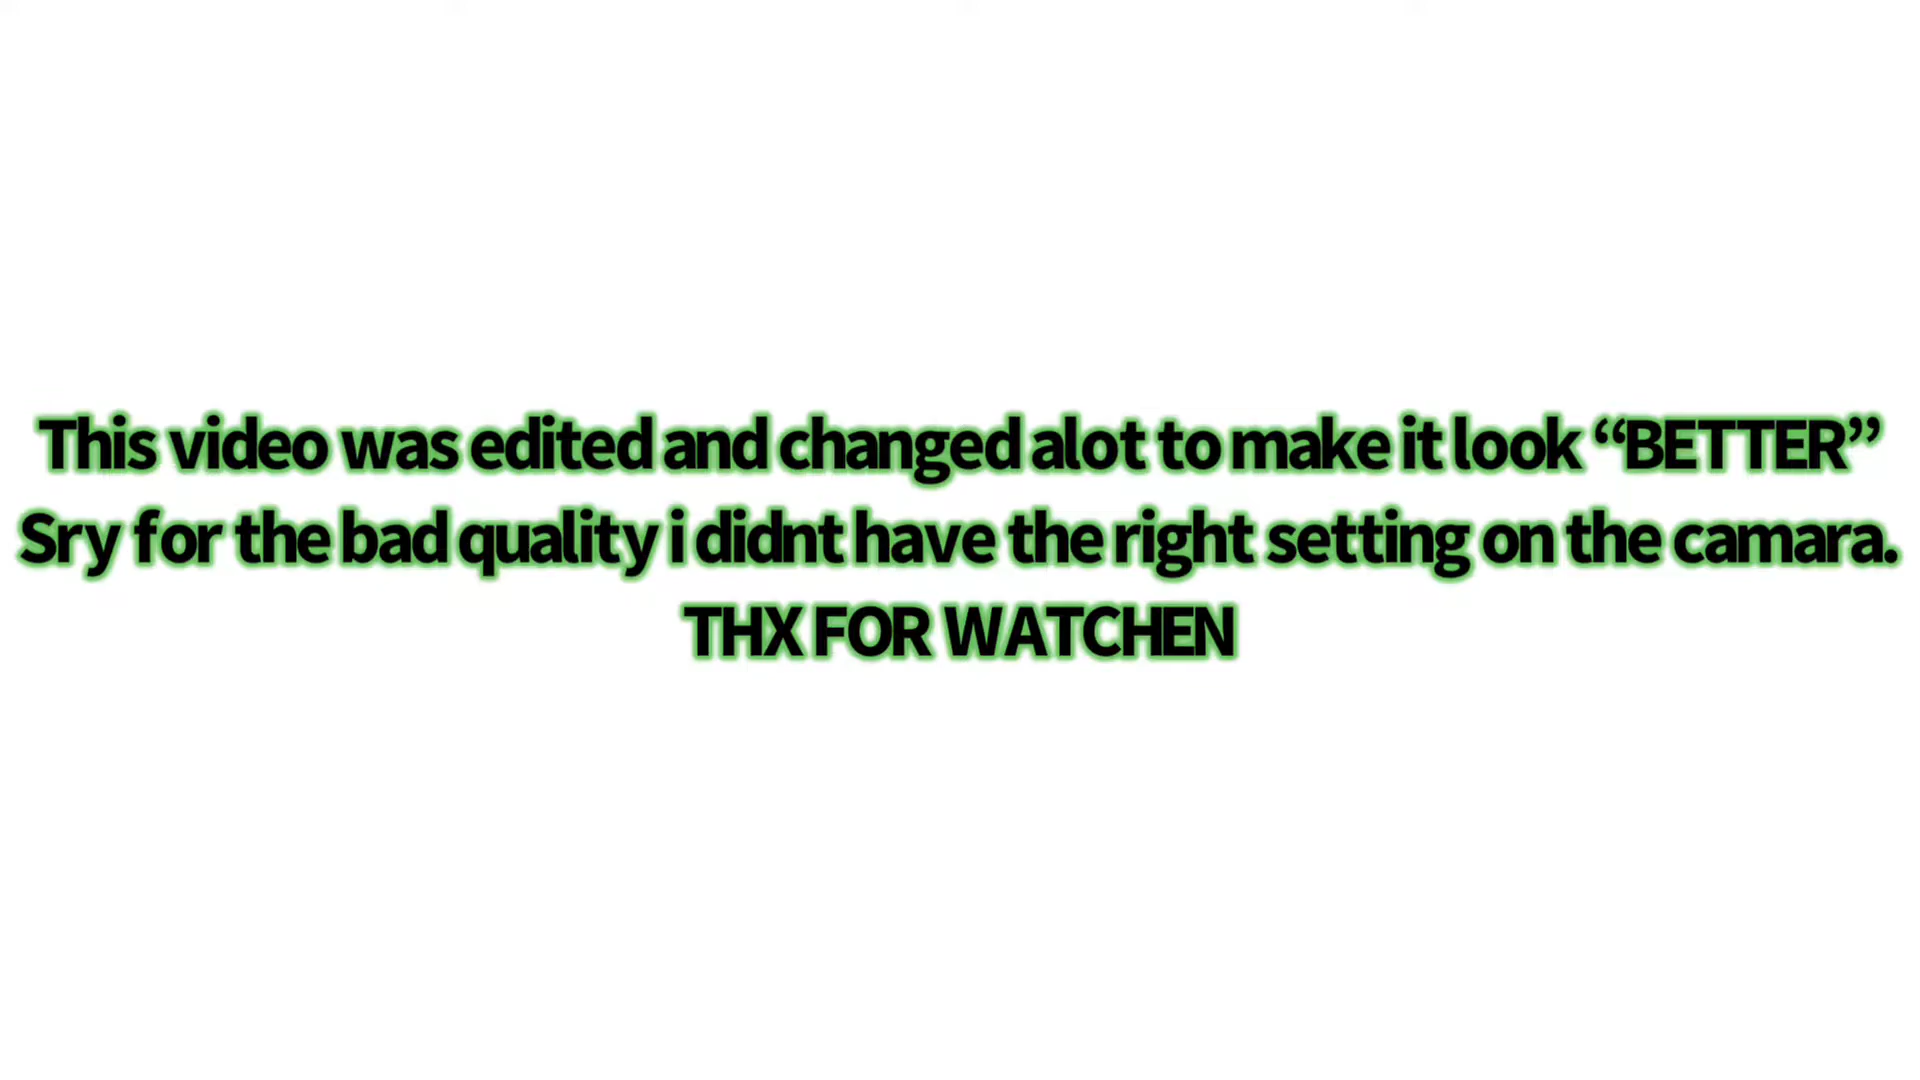 This video was edited and changed alot to make it look “BETTER”
Sry for the bad quality i didnt have the right setting on the camara.
THX FOR WATCHEN